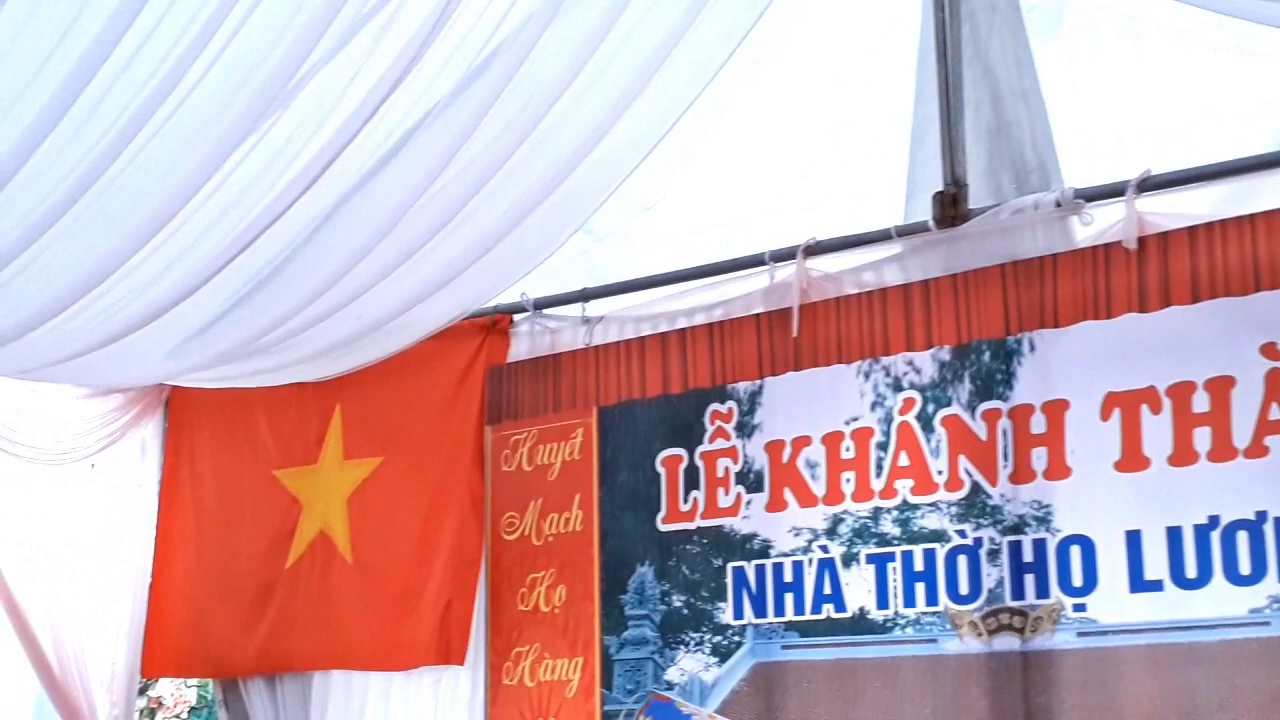 Huyết
Mạch
Họ
Hàng
LỄ KHÁNH
NHÀ THỜ HỌ